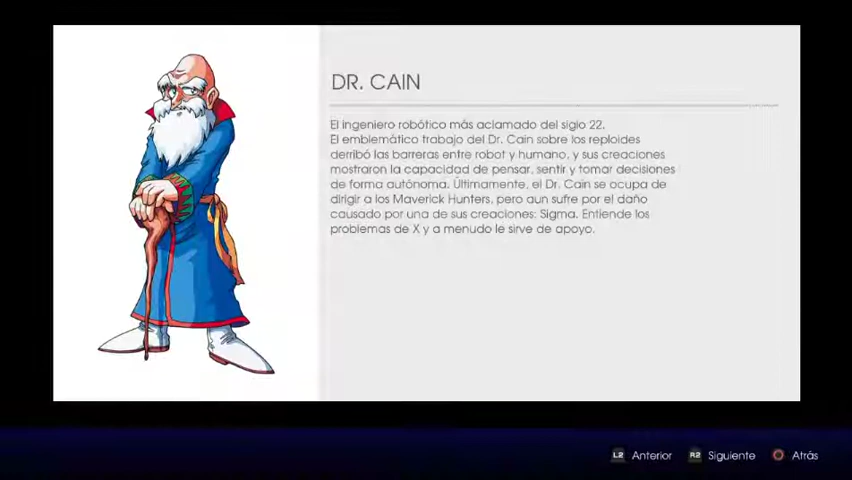 DR. CAIN
El ingeniero robótico más aclamado del siglo 22.
El emblemático trabajo del Dr. Cain sobre los reploides
derribó las barreras entre robot y humano, y sus creaciones
mostraron la capacidad de pensar, sentir y tomar decisiones
de forma autónoma. Últimamente, el Dr. Cain se ocupa de
dirigir a los Maverick Hunters, pero aun sufre por el daño
causado por una de sus creaciones: Sigma. Entiende los
problemas de X y a menudo le sirve de apoyo.
L2 Anterior R2 Siguiente Atrás